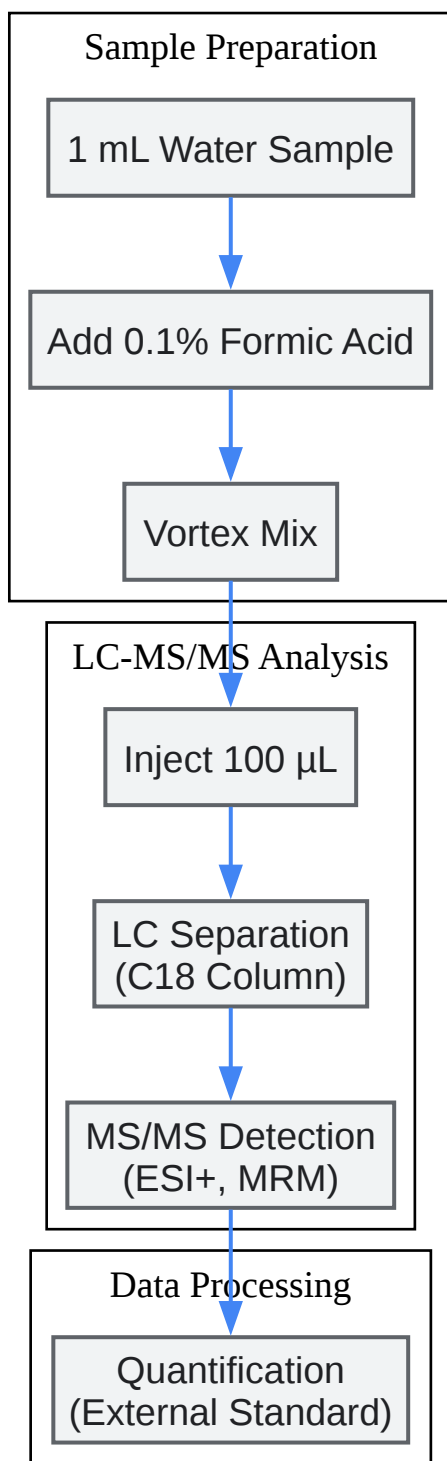 Sample Preparation
1 mL Water Sample
Add 0.1% Formic Acid
Vortex Mix
LC-MS/MS Analysis
Inject 100 µL
LC Separation
(C18 Column)
MS/MS Detection
(ESI+, MRM)
Data Processing
Quantification
(External Standard)